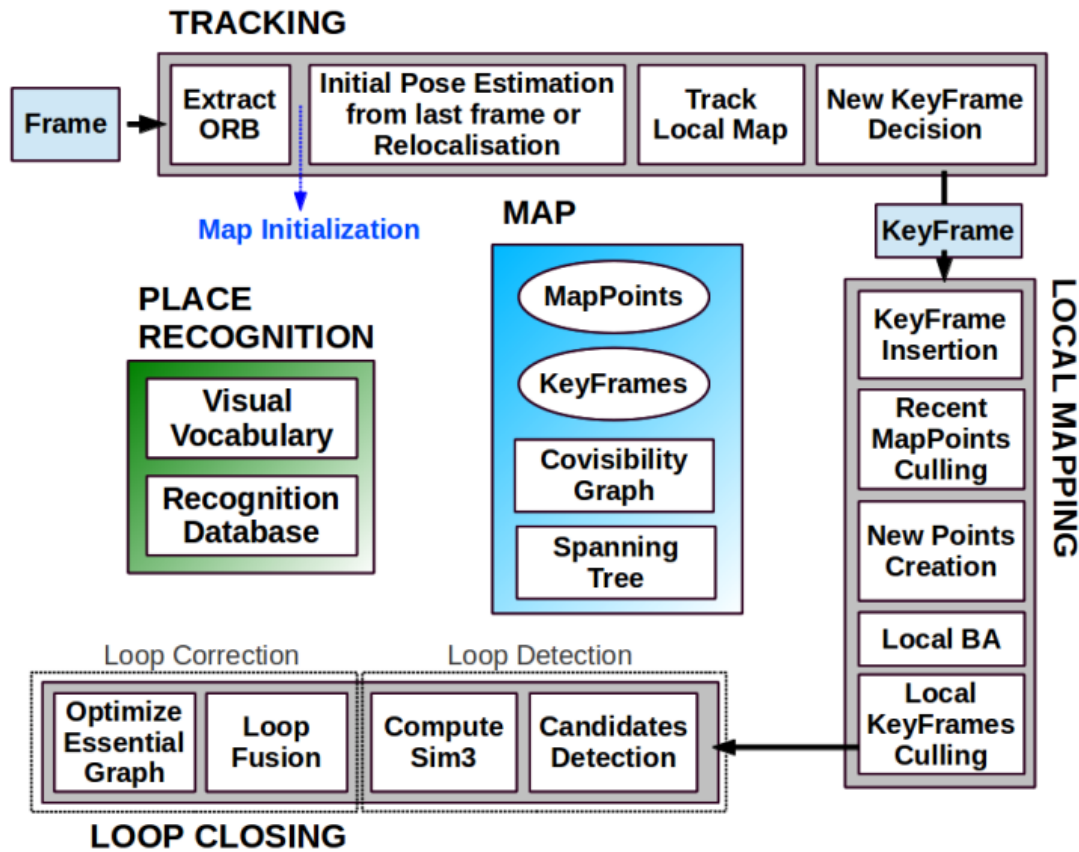 TRACKING
Frame
Extract
ORB
Initial Pose Estimation
from last frame or
Relocalisation
Track
Local Map
New KeyFrame
Decision
Map Initialization
KeyFrame
MAP
MapPoints
KeyFrames
Covisibility
Graph
Spanning
Tree
PLACE
RECOGNITION
Visual
Vocabulary
Recognition
Database
LOCAL MAPPING
KeyFrame
Insertion
Recent
MapPoints
Culling
New Points
Creation
Local BA
Local
KeyFrames
Culling
Loop Correction
Loop Detection
Optimize
Essential
Graph
Loop
Fusion
Compute
Sim3
Candidates
Detection
LOOP CLOSING